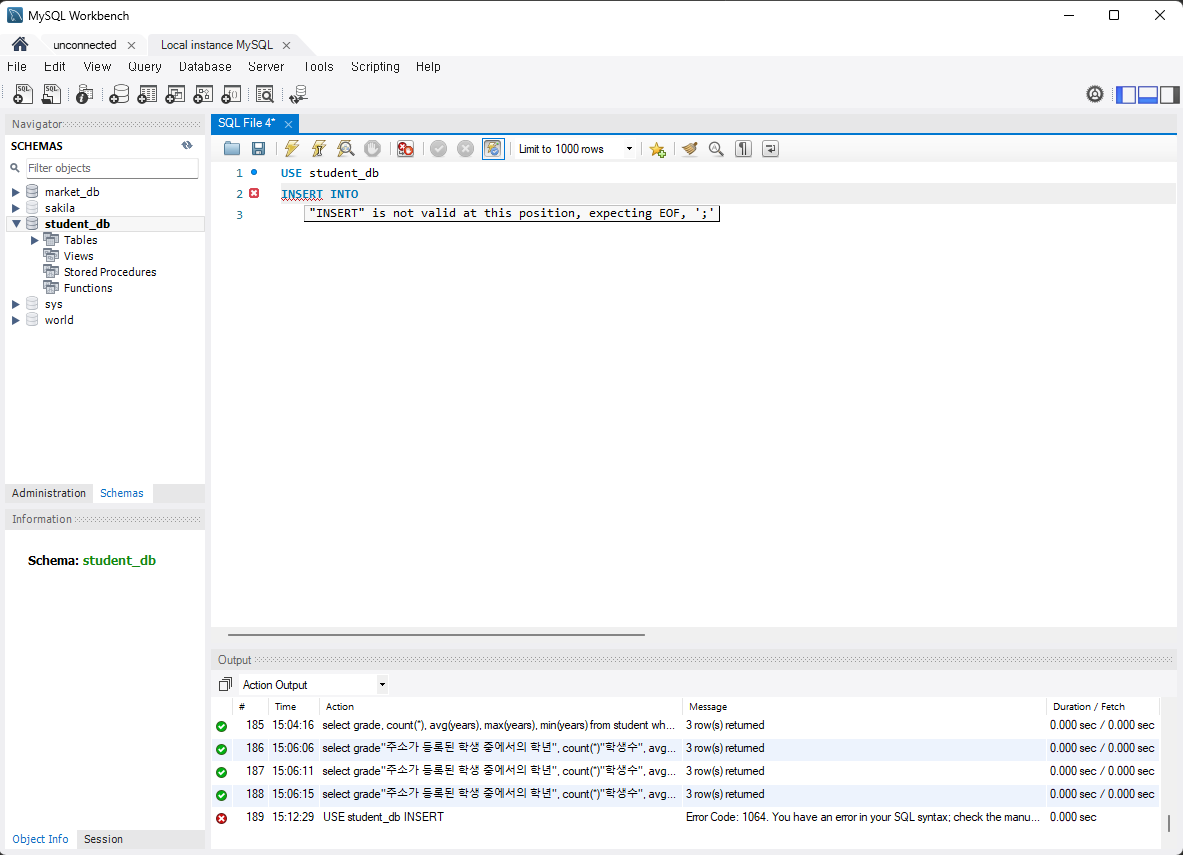 MySQL Workbench
unconnected
Local instance MySQL
File Edit View Query Database Server Tools Scripting Help
Navigator
SCHEMAS
Filter objects
market_db
sakila
student_db
Tables
Views
Stored Procedures
Functions
sys
world
Administration Schemas
Information
Schema: student_db
Object Info Session
SQL File 4*
Limit to 1000 rows
1 USE student_db
2 INSERT INTO
3
"INSERT" is not valid at this position, expecting EOF, ';'
Output
Action Output
# Time Action Message Duration / Fetch
185 15:04:16 select grade, count(*), avg(years), max(years), min(years) from student wh... 3 row(s) returned 0.000 sec / 0.000 sec
186 15:06:06 select grade"주소가 등록된 학생 중에서의 학년", count(*)"학생수", avg... 3 row(s) returned 0.000 sec / 0.000 sec
187 15:06:11 select grade"주소가 등록된 학생 중에서의 학년", count(*)"학생수", avg... 3 row(s) returned 0.000 sec / 0.000 sec
188 15:06:15 select grade"주소가 등록된 학생 중에서의 학년", count(*)"학생수", avg... 3 row(s) returned 0.000 sec / 0.000 sec
189 15:12:29 USE student_db INSERT Error Code: 1064. You have an error in your SQL syntax; check the manu... 0.000 sec